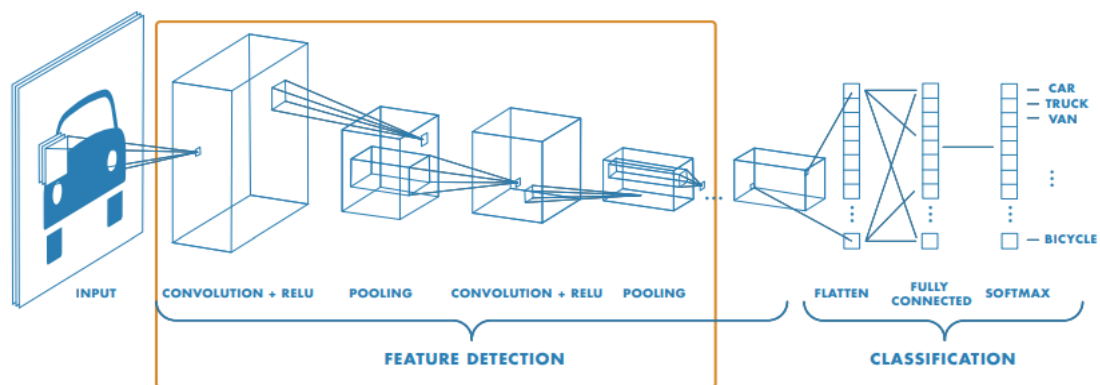 CAR
TRUCK
VAN
BICYCLE
INPUT
CONVOLUTION + RELU
POOLING
CONVOLUTION + RELU
POOLING
FLATTEN
FULLY
CONNECTED
SOFTMAX
FEATURE DETECTION
CLASSIFICATION